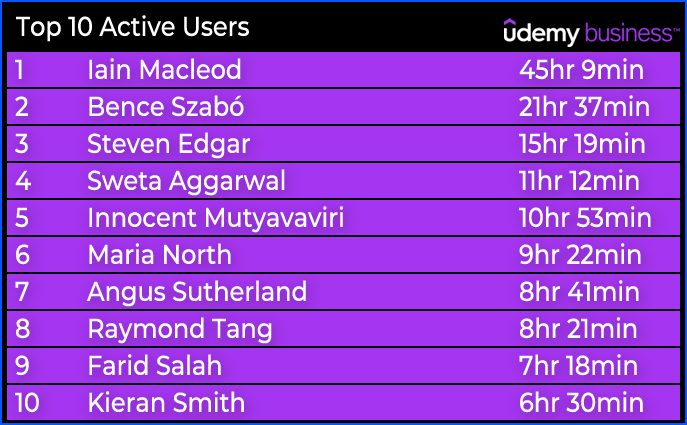 Top 10 Active Users ûdemy business™
1 Iain Macleod 45hr 9min
2 Bence Szabó 21hr 37min
3 Steven Edgar 15hr 19min
4 Sweta Aggarwal 11hr 12min
5 Innocent Mutyavaviri 10hr 53min
6 Maria North 9hr 22min
7 Angus Sutherland 8hr 41min
8 Raymond Tang 8hr 21min
9 Farid Salah 7hr 18min
10 Kieran Smith 6hr 30min